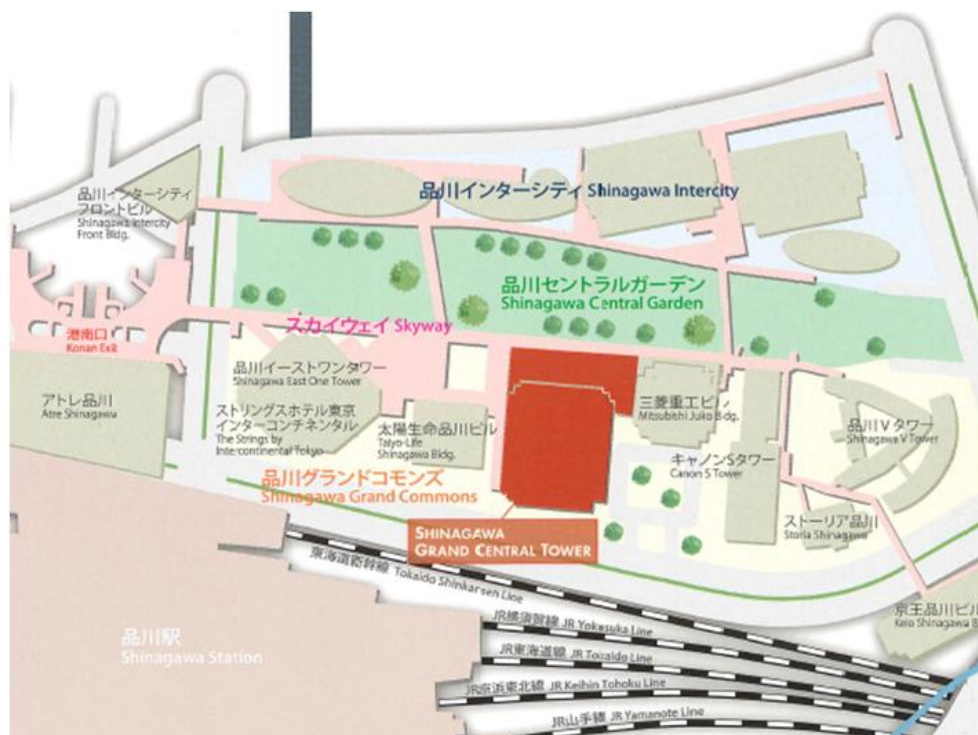 品川インターシティ
フロントビル
Shinagawa Intercity
Front Bldg.
品川インターシティ Shinagawa Intercity
品川セントラルガーデン
Shinagawa Central Garden
スカイウェイ Skyway
港南口
Konan Exit
アトレ品川
Atre Shinagawa
品川イーストワンタワー
Shinagawa East One Tower
ストリングスホテル東京
インターコンチネンタル
The Strings by
Intercontinental Tokyo
太陽生命品川ビル
Taiyo-Life
Shinagawa Bldg.
三菱重工ビル
Mitsubishi Juko Bldg.
キャノンSタワー
Canon S Tower
品川Vタワー
Shinagawa V Tower
ストーリア品川
Storia Shinagawa
品川グランドコモンズ
Shinagawa Grand Commons
SHINAGAWA
GRAND CENTRAL TOWER
京王品川ビル
Keio Shinagawa B
東海道新幹線 Tokaido Shinkansen Line
JR横須賀線 JR Yokosuka Line
JR東海道線 JR Tokaido Line
JR京浜東北線 JR Keihin Tohoku Line
JR山手線 JR Yamanote Line
品川駅
Shinagawa Station